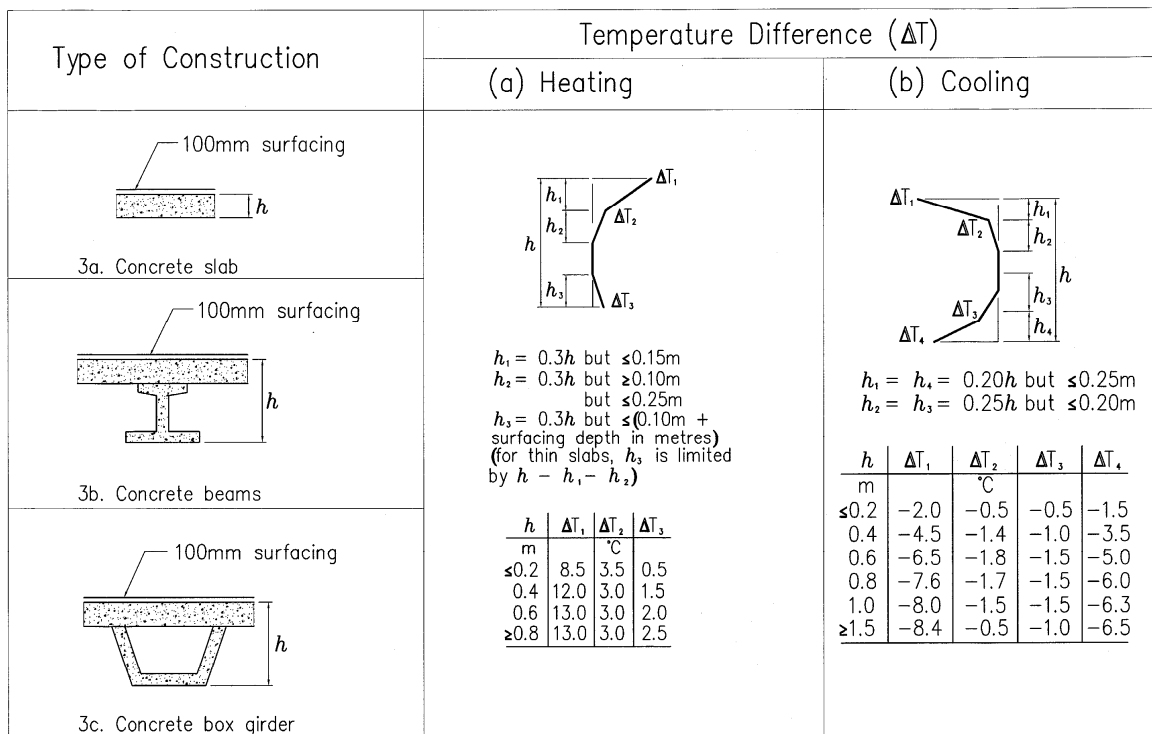 Type of Construction
Temperature Difference (ΔT)
(a) Heating
(b) Cooling
100mm surfacing
h
3a. Concrete slab
100mm surfacing
h
3b. Concrete beams
100mm surfacing
h
3c. Concrete box girder
ΔT₁
h₁
ΔT₂
h₂
h
h₃
ΔT₃
h₁ = 0.3h but ≤0.15m
h₂ = 0.3h but ≥0.10m
but ≤0.25m
h₃ = 0.3h but ≤(0.10m +
surfacing depth in metres)
(for thin slabs, h₃ is limited
by h − h₁ − h₂)
h ΔT₁ ΔT₂ ΔT₃
m °C
≤0.2 8.5 3.5 0.5
0.4 12.0 3.0 1.5
0.6 13.0 3.0 2.0
≥0.8 13.0 3.0 2.5
ΔT₁
h₁
ΔT₂
h₂
h
h₃
ΔT₃
h₄
ΔT₄
h₁ = h₄ = 0.20h but ≤0.25m
h₂ = h₃ = 0.25h but ≤0.20m
h ΔT₁ ΔT₂ ΔT₃ ΔT₄
m °C
≤0.2 −2.0 −0.5 −0.5 −1.5
0.4 −4.5 −1.4 −1.0 −3.5
0.6 −6.5 −1.8 −1.5 −5.0
0.8 −7.6 −1.7 −1.5 −6.0
1.0 −8.0 −1.5 −1.5 −6.3
≥1.5 −8.4 −0.5 −1.0 −6.5